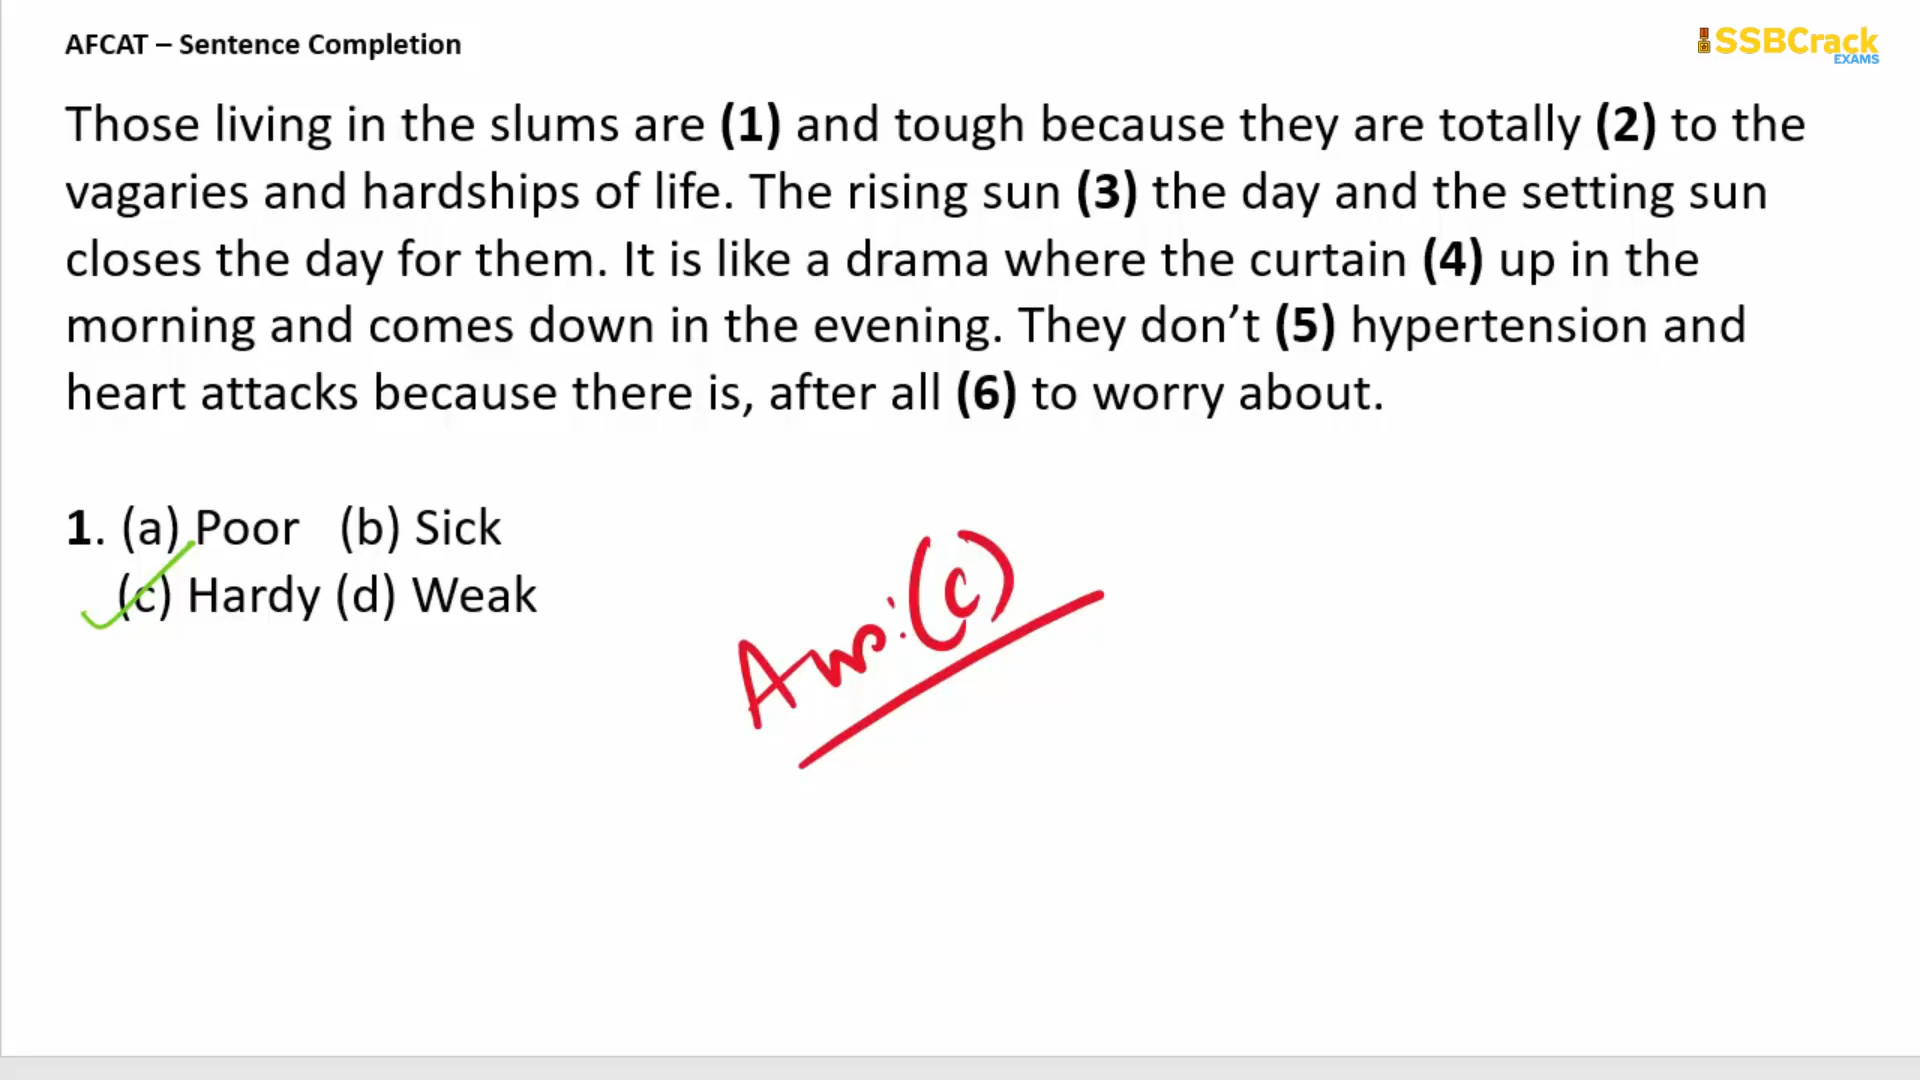 AFCAT – Sentence Completion
SSBCrack
EXAMS
Those living in the slums are (1) and tough because they are totally (2) to the
vagaries and hardships of life. The rising sun (3) the day and the setting sun
closes the day for them. It is like a drama where the curtain (4) up in the
morning and comes down in the evening. They don’t (5) hypertension and
heart attacks because there is, after all (6) to worry about.
1. (a) Poor (b) Sick
(c) Hardy (d) Weak
Ans:(c)